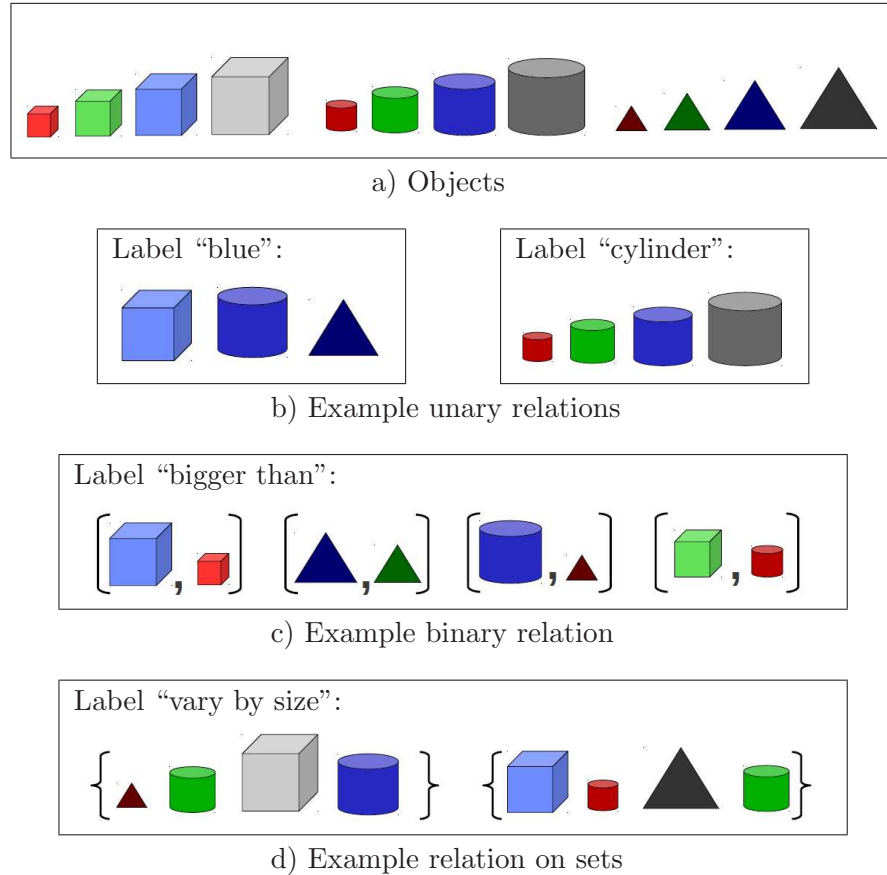 a) Objects
Label “blue”:
Label “cylinder”:
b) Example unary relations
Label “bigger than”:
[ , ] [ , ] [ , ] [ , ]
c) Example binary relation
Label “vary by size”:
{ } { }
d) Example relation on sets